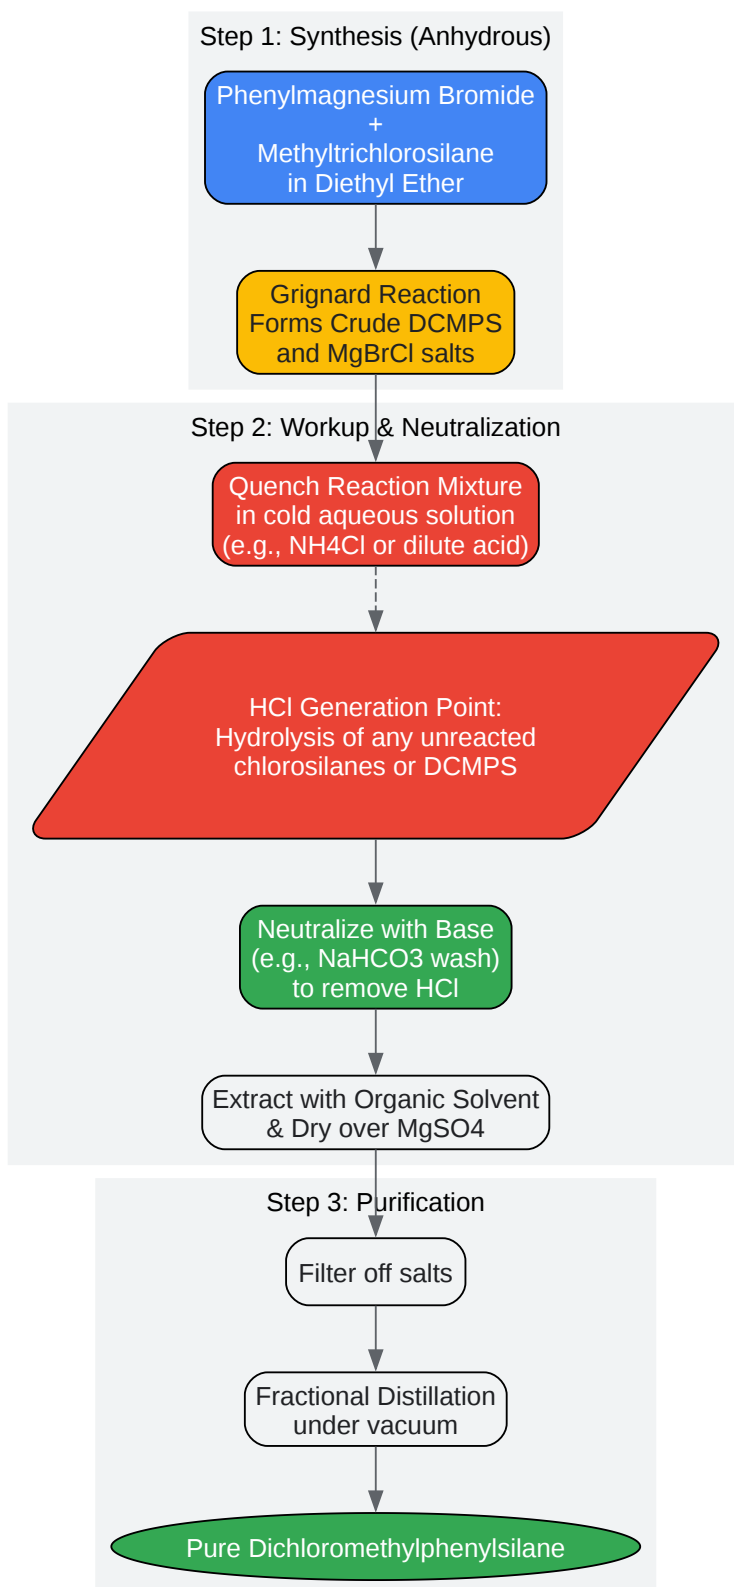 Step 1: Synthesis (Anhydrous)
Phenylmagnesium Bromide
+
Methyltrichlorosilane
in Diethyl Ether
Grignard Reaction
Forms Crude DCMPS
and MgBrCl salts
Step 2: Workup & Neutralization
Quench Reaction Mixture
in cold aqueous solution
(e.g., NH4Cl or dilute acid)
HCl Generation Point:
Hydrolysis of any unreacted
chlorosilanes or DCMPS
Neutralize with Base
(e.g., NaHCO3 wash)
to remove HCl
Extract with Organic Solvent
& Dry over MgSO4
Step 3: Purification
Filter off salts
Fractional Distillation
under vacuum
Pure Dichloromethylphenylsilane